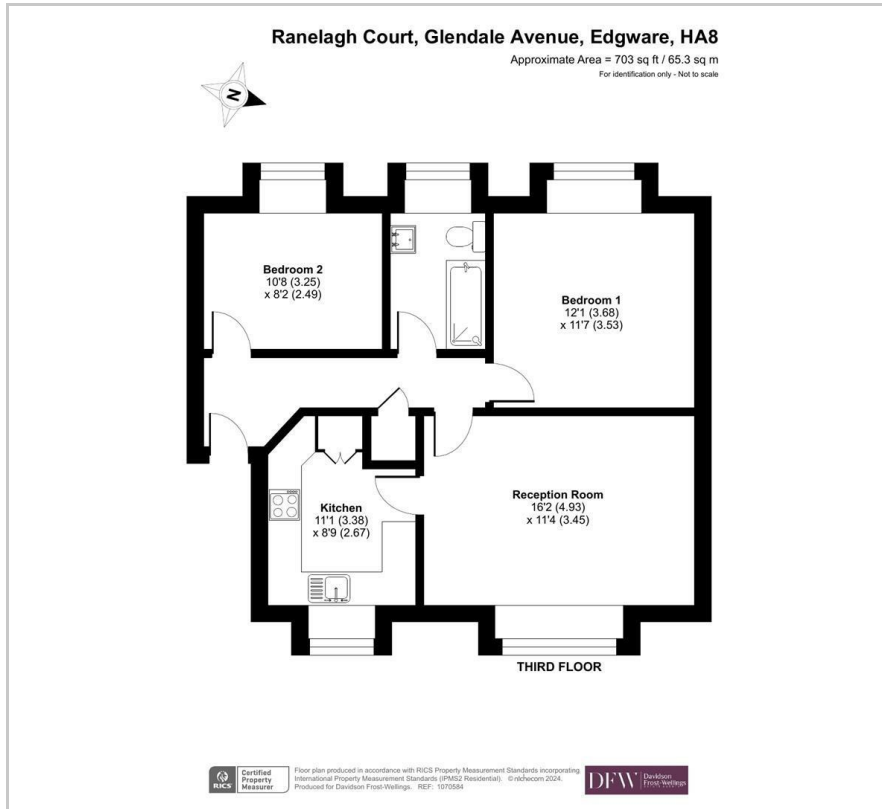 Ranelagh Court, Glendale Avenue, Edgware, HA8
Approximate Area = 703 sq ft / 65.3 sq m
For identification only - Not to scale
N
Bedroom 2
10'8 (3.25)
x 8'2 (2.49)
Bedroom 1
12'1 (3.68)
x 11'7 (3.53)
Kitchen
11'1 (3.38)
x 8'9 (2.67)
Reception Room
16'2 (4.93)
x 11'4 (3.45)
THIRD FLOOR
RICS
Certified
Property
Measurer
Floor plan produced in accordance with RICS Property Measurement Standards incorporating
International Property Measurement Standards (IPMS2 Residential). © nichecom 2024.
Produced for Davidson Frost-Wellings. REF: 1070584
DFW
Davidson
Frost-Wellings